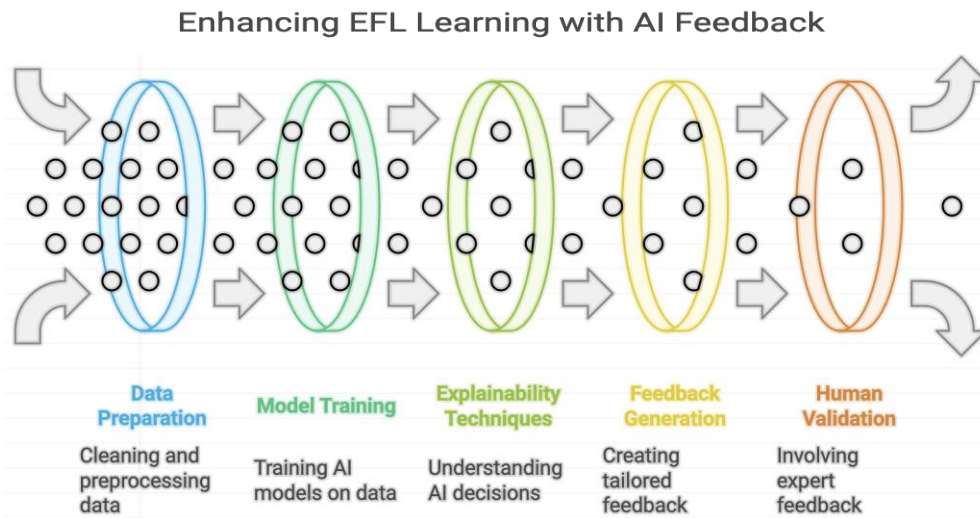 Enhancing EFL Learning with AI Feedback
Data
Preparation
Cleaning and
preprocessing
data
Model Training
Training AI
models on data
Explainability
Techniques
Understanding
AI decisions
Feedback
Generation
Creating
tailored
feedback
Human
Validation
Involving
expert
feedback